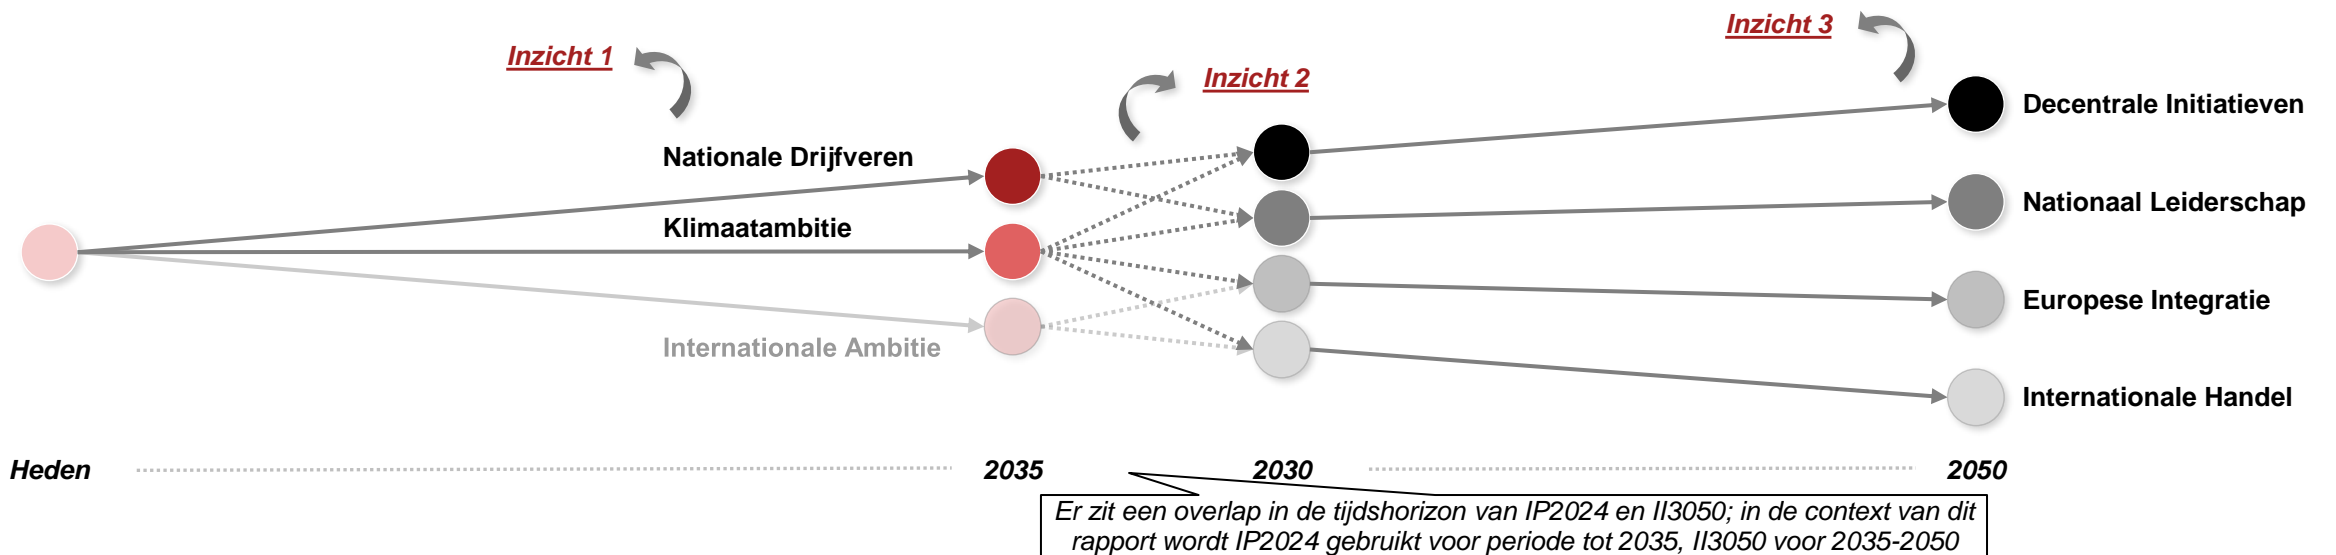 Inzicht 1
Inzicht 2
Inzicht 3
Nationale Drijfveren
Klimaatambitie
Internationale Ambitie
Decentrale Initiatieven
Nationaal Leiderschap
Europese Integratie
Internationale Handel
Heden
2035
2030
2050
Er zit een overlap in de tijdshorizon van IP2024 en II3050; in de context van dit
rapport wordt IP2024 gebruikt voor periode tot 2035, II3050 voor 2035-2050